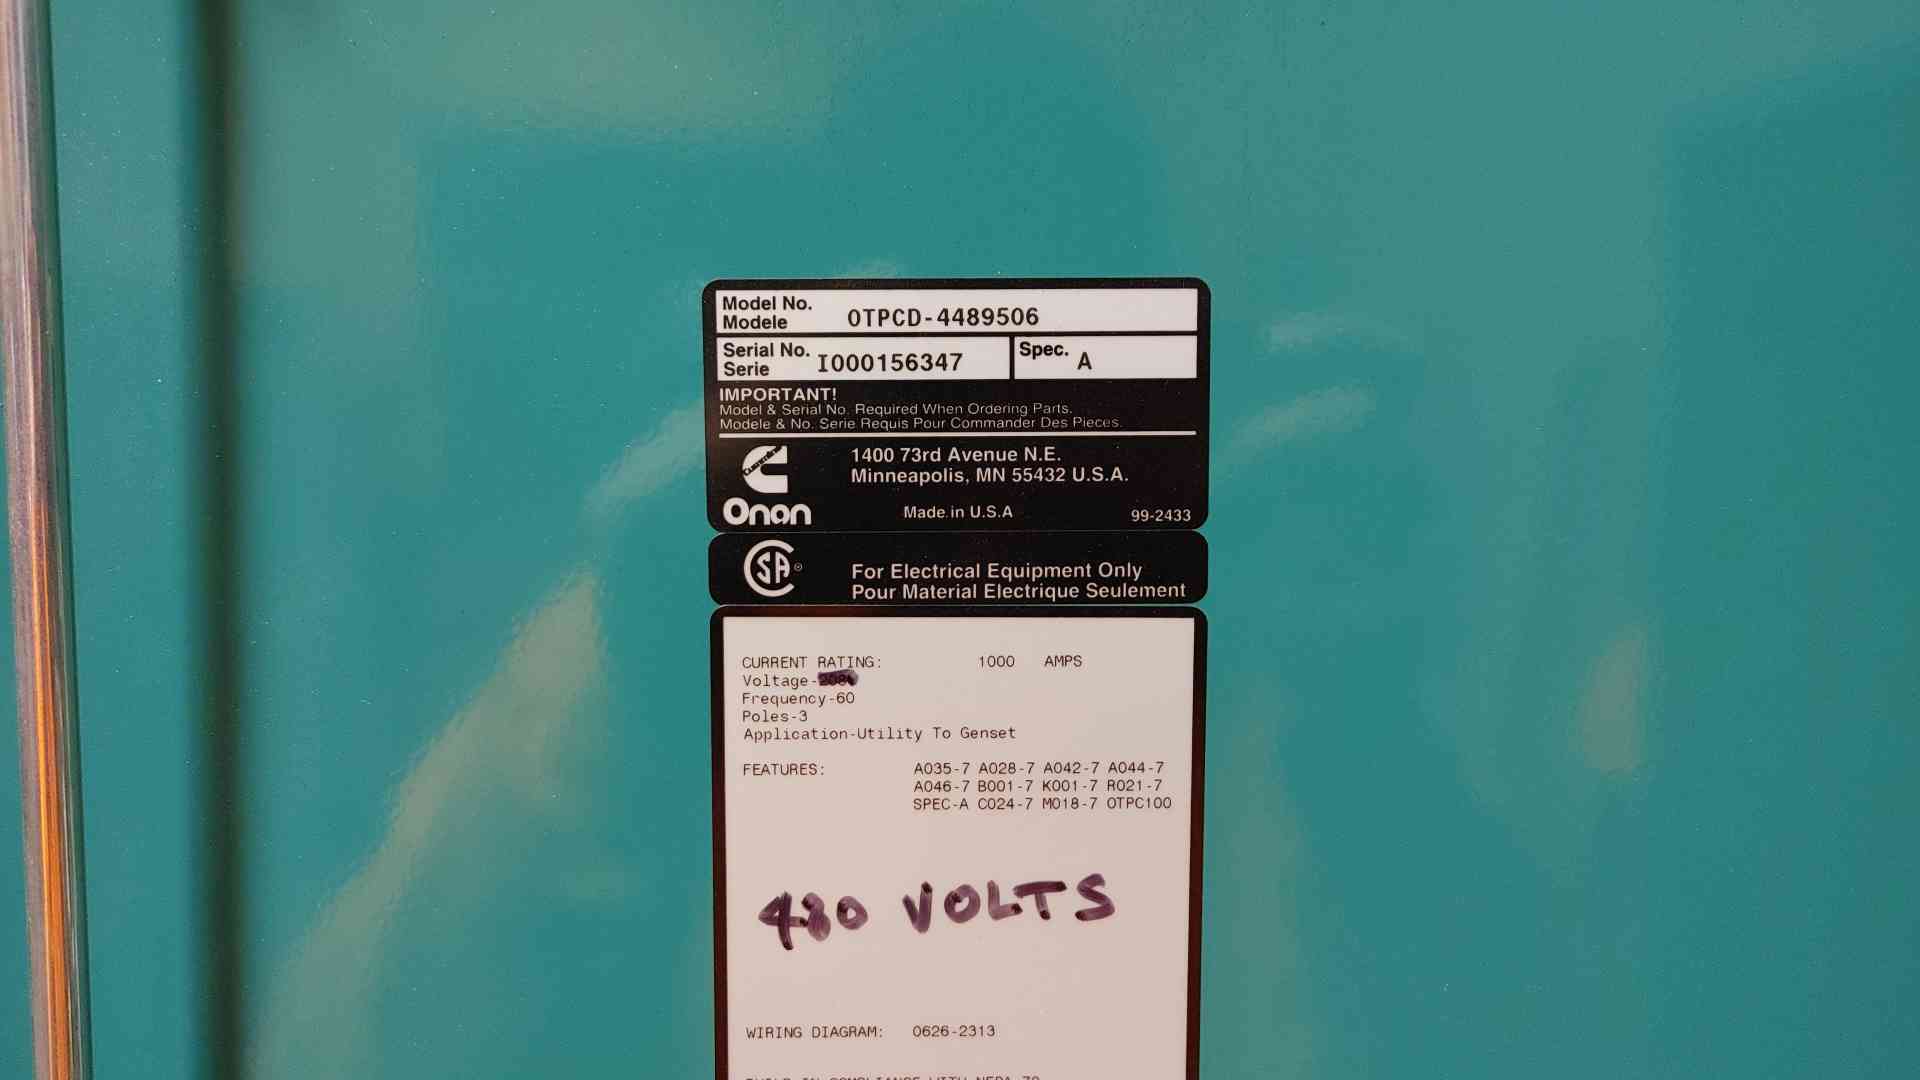 Model No.
Modele
OTPCD-4489506
Serial No.
Serie
I000156347
Spec. A
IMPORTANT!
Model & Serial No. Required When Ordering Parts.
Modele & No. Serie Requis Pour Commander Des Pieces.
Cummins
Onan
1400 73rd Avenue N.E.
Minneapolis, MN 55432 U.S.A.
Made in U.S.A
99-2433
CSA®
For Electrical Equipment Only
Pour Material Electrique Seulement
CURRENT RATING: 1000 AMPS
Voltage-
Frequency-60
Poles-3
Application-Utility To Genset
FEATURES: A035-7 A028-7 A042-7 A044-7
A046-7 B001-7 K001-7 R021-7
SPEC-A C024-7 M018-7 OTPC100
480 VOLTS
WIRING DIAGRAM: 0626-2313